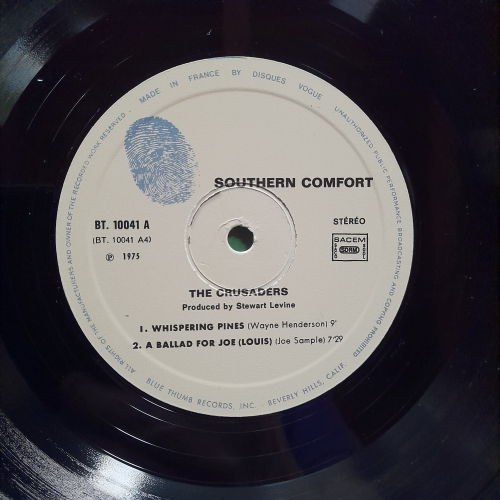 MADE IN FRANCE BY DISQUES VOGUE · UNAUTHORIZED PUBLIC PERFORMANCE, BROADCASTING AND COPYING PROHIBITED
ALL RIGHTS OF THE MANUFACTURERS AND OWNER OF THE RECORDED WORK RESERVED ·
SOUTHERN COMFORT
BT. 10041 A
(BT. 10041 A4)
℗ 1975
STÉRÉO
BIEM
SACEM
SDRM
THE CRUSADERS
Produced by Stewart Levine
1. WHISPERING PINES (Wayne Henderson) 9'
2. A BALLAD FOR JOE (LOUIS) (Joe Sample) 7'29
BLUE THUMB RECORDS, INC. - BEVERLY HILLS, CALIF